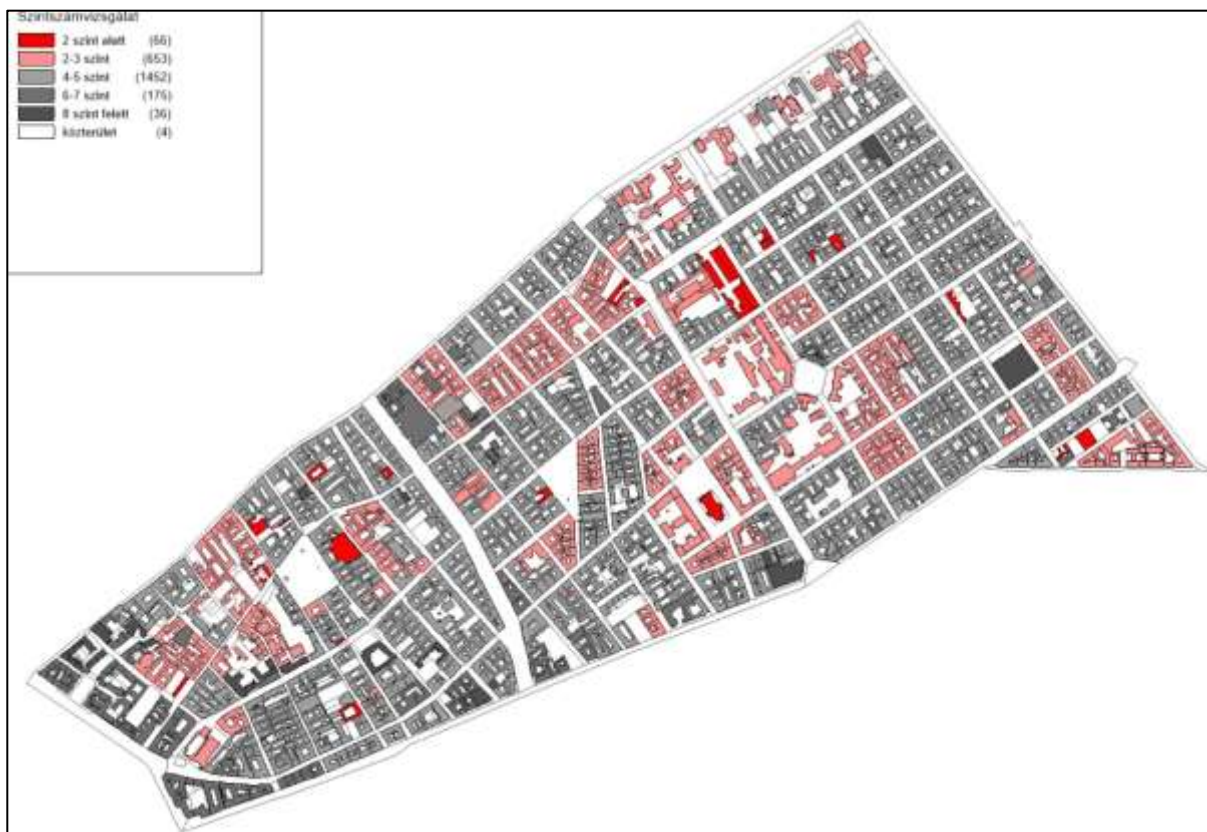 Szintszámvizsgálat
2 szint alatt (66)
2-3 szint (653)
4-5 szint (1452)
6-7 szint (175)
8 szint felett (36)
közterület (4)